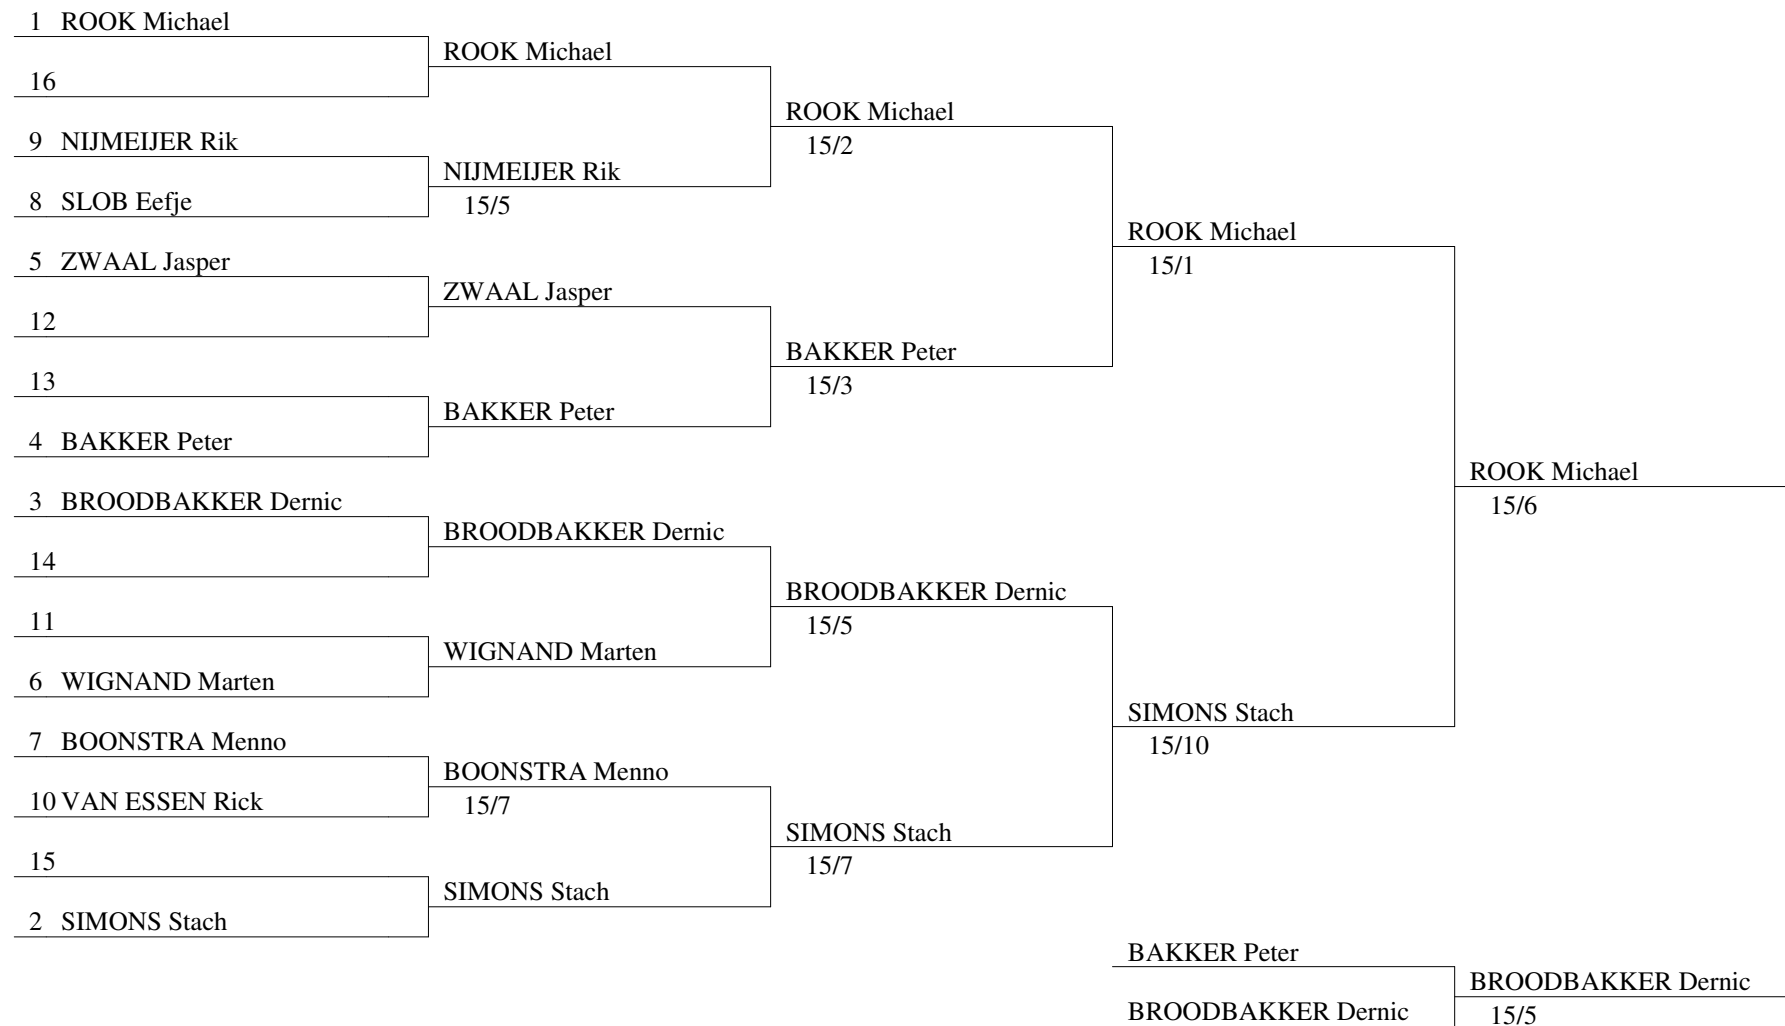 1 ROOK Michael
16
9 NIJMEIJER Rik
8 SLOB Eefje
5 ZWAAL Jasper
12
13
4 BAKKER Peter
3 BROODBAKKER Dernic
14
11
6 WIGNAND Marten
7 BOONSTRA Menno
10 VAN ESSEN Rick
15
2 SIMONS Stach
ROOK Michael
NIJMEIJER Rik
15/5
ZWAAL Jasper
BAKKER Peter
BROODBAKKER Dernic
WIGNAND Marten
BOONSTRA Menno
15/7
SIMONS Stach
ROOK Michael
15/2
BAKKER Peter
15/3
BROODBAKKER Dernic
15/5
SIMONS Stach
15/7
ROOK Michael
15/1
SIMONS Stach
15/10
ROOK Michael
15/6
BAKKER Peter
BROODBAKKER Dernic
BROODBAKKER Dernic
15/5